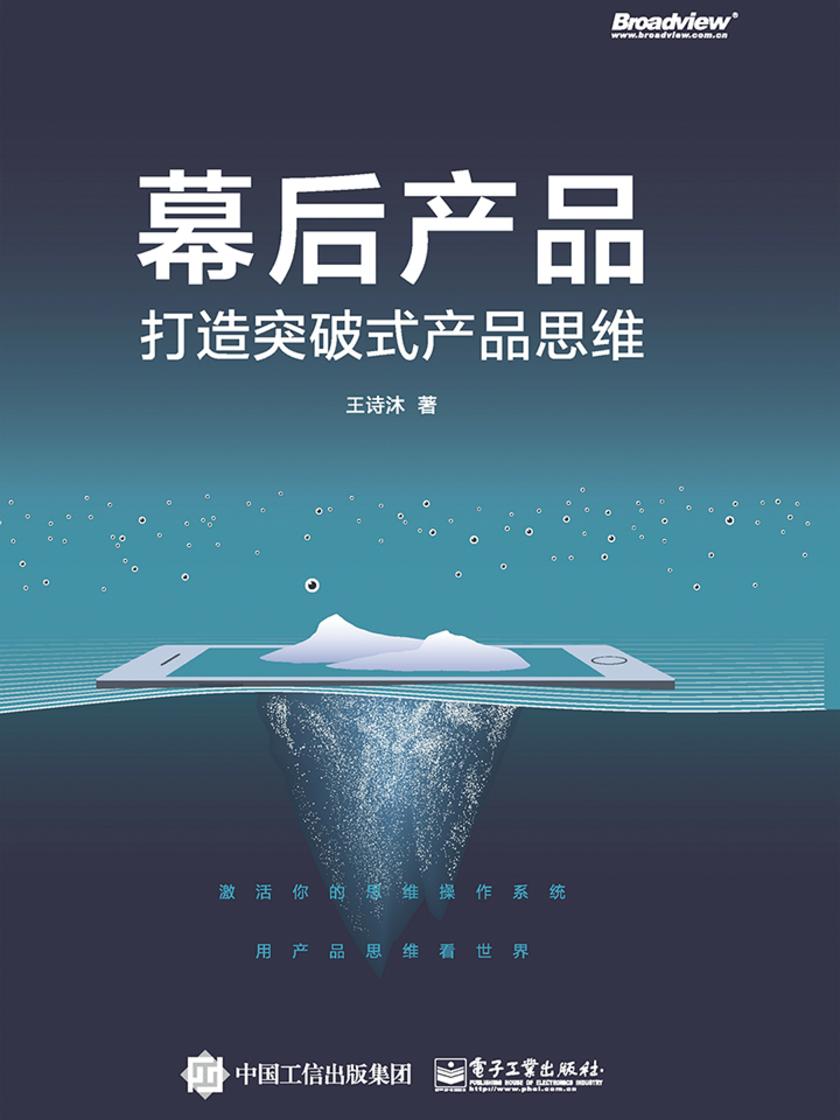 Broadview®
www.broadview.com.cn
幕后产品
打造突破式产品思维
王诗沐 著
激活你的思维操作系统
用产品思维看世界
中国工信出版集团
電子工業出版社
PUBLISHING HOUSE OF ELECTRONICS INDUSTRY
http://www.phei.com.cn